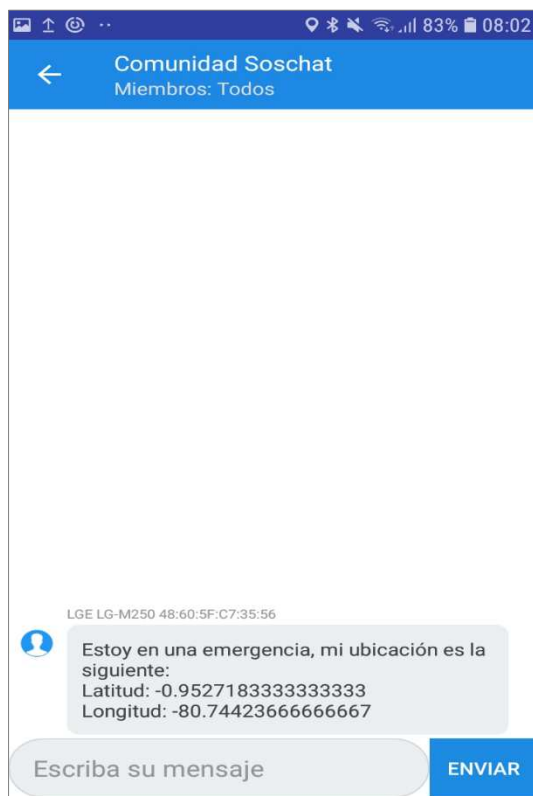 83% 08:02
Comunidad Soschat
Miembros: Todos
LGE LG-M250 48:60:5F:C7:35:56
Estoy en una emergencia, mi ubicación es la
siguiente:
Latitud: -0.9527183333333333
Longitud: -80.74423666666667
Escriba su mensaje
ENVIAR